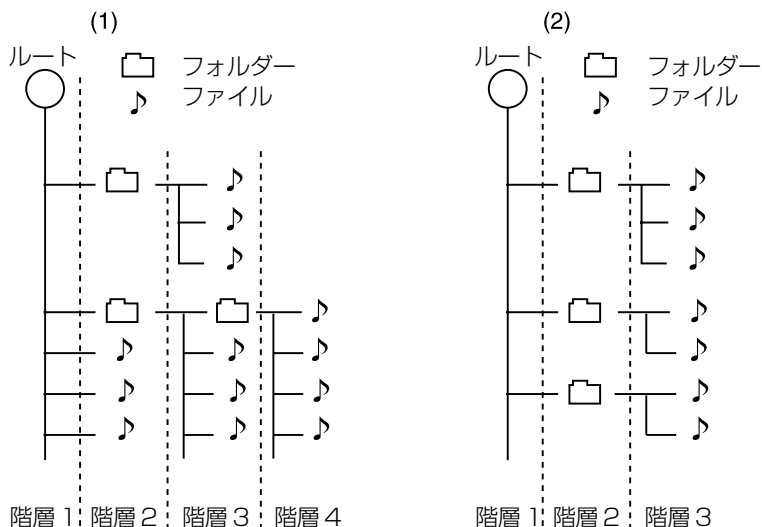 (1)
ルート
フォルダー
ファイル
階層 1 階層 2 階層 3 階層 4
(2)
ルート
フォルダー
ファイル
階層 1 階層 2 階層 3